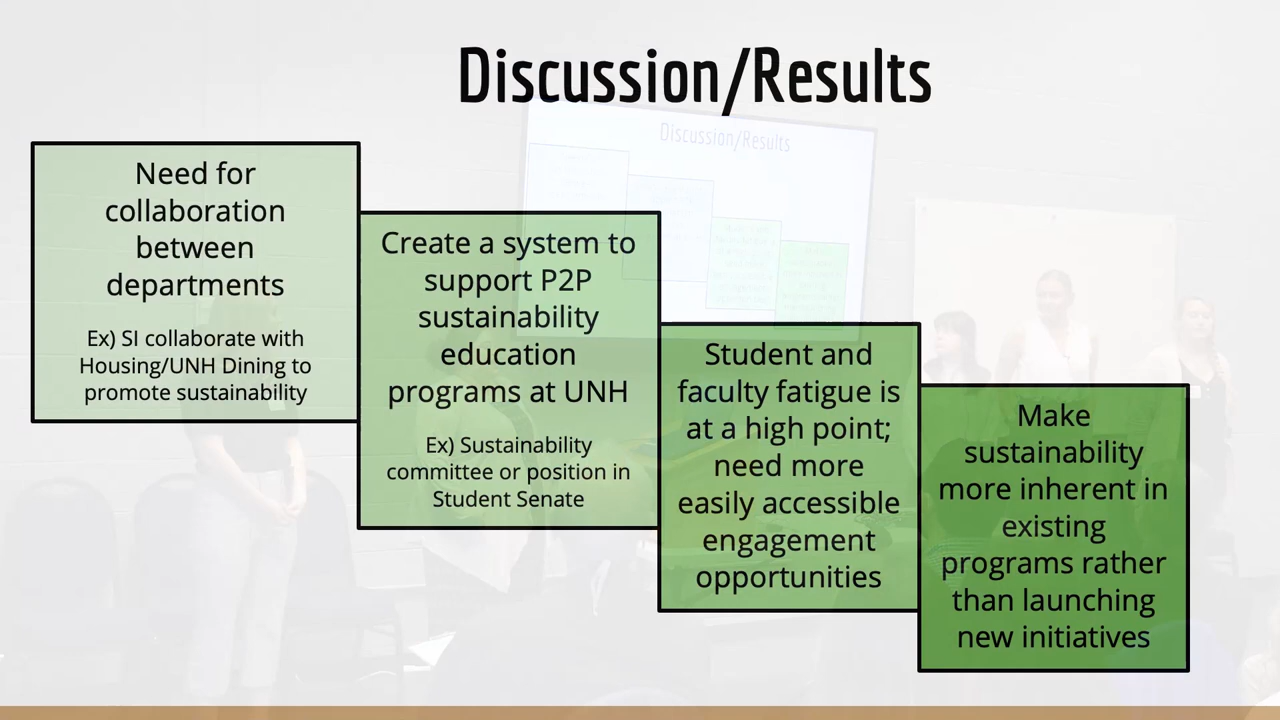 Discussion/Results
Discussion/Results
Need for
collaboration
between
departments
Ex) SI collaborate with
Housing/UNH Dining to
promote sustainability
Create a system to
support P2P
sustainability
education
programs at UNH
Ex) Sustainability
committee or position in
Student Senate
Student and
faculty fatigue is
at a high point;
need more
easily accessible
engagement
opportunities
Make
sustainability
more inherent in
existing
programs rather
than launching
new initiatives